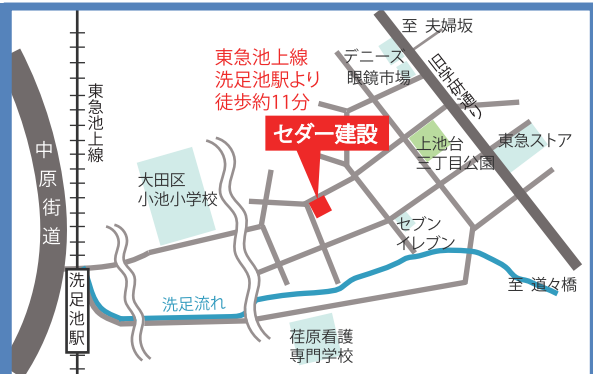 至 夫婦坂
デニーズ
眼鏡市場
旧学研通り
東急池上線
洗足池駅より
徒歩約11分
セダー建設
東急池上線
中原街道
大田区
小池小学校
上池台
三丁目公園
東急ストア
セブン
イレブン
至 道々橋
洗足池駅
洗足流れ
荏原看護
専門学校